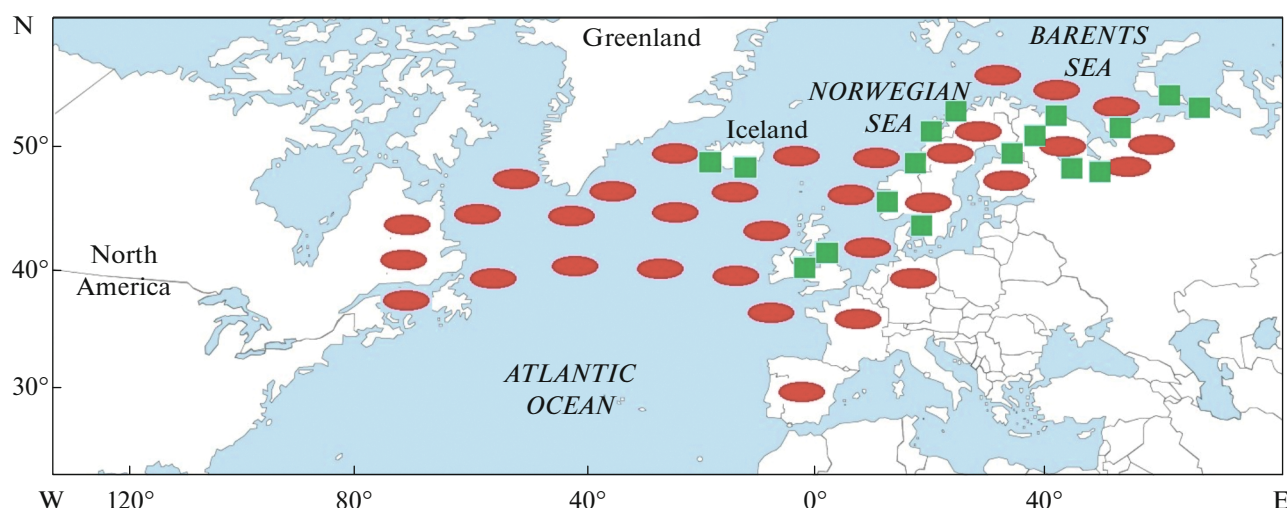 N
Greenland
BARENTS
SEA
NORWEGIAN
SEA
Iceland
50°
North
America
40°
30°
ATLANTIC
OCEAN
W
120°
80°
40°
0°
40°
E